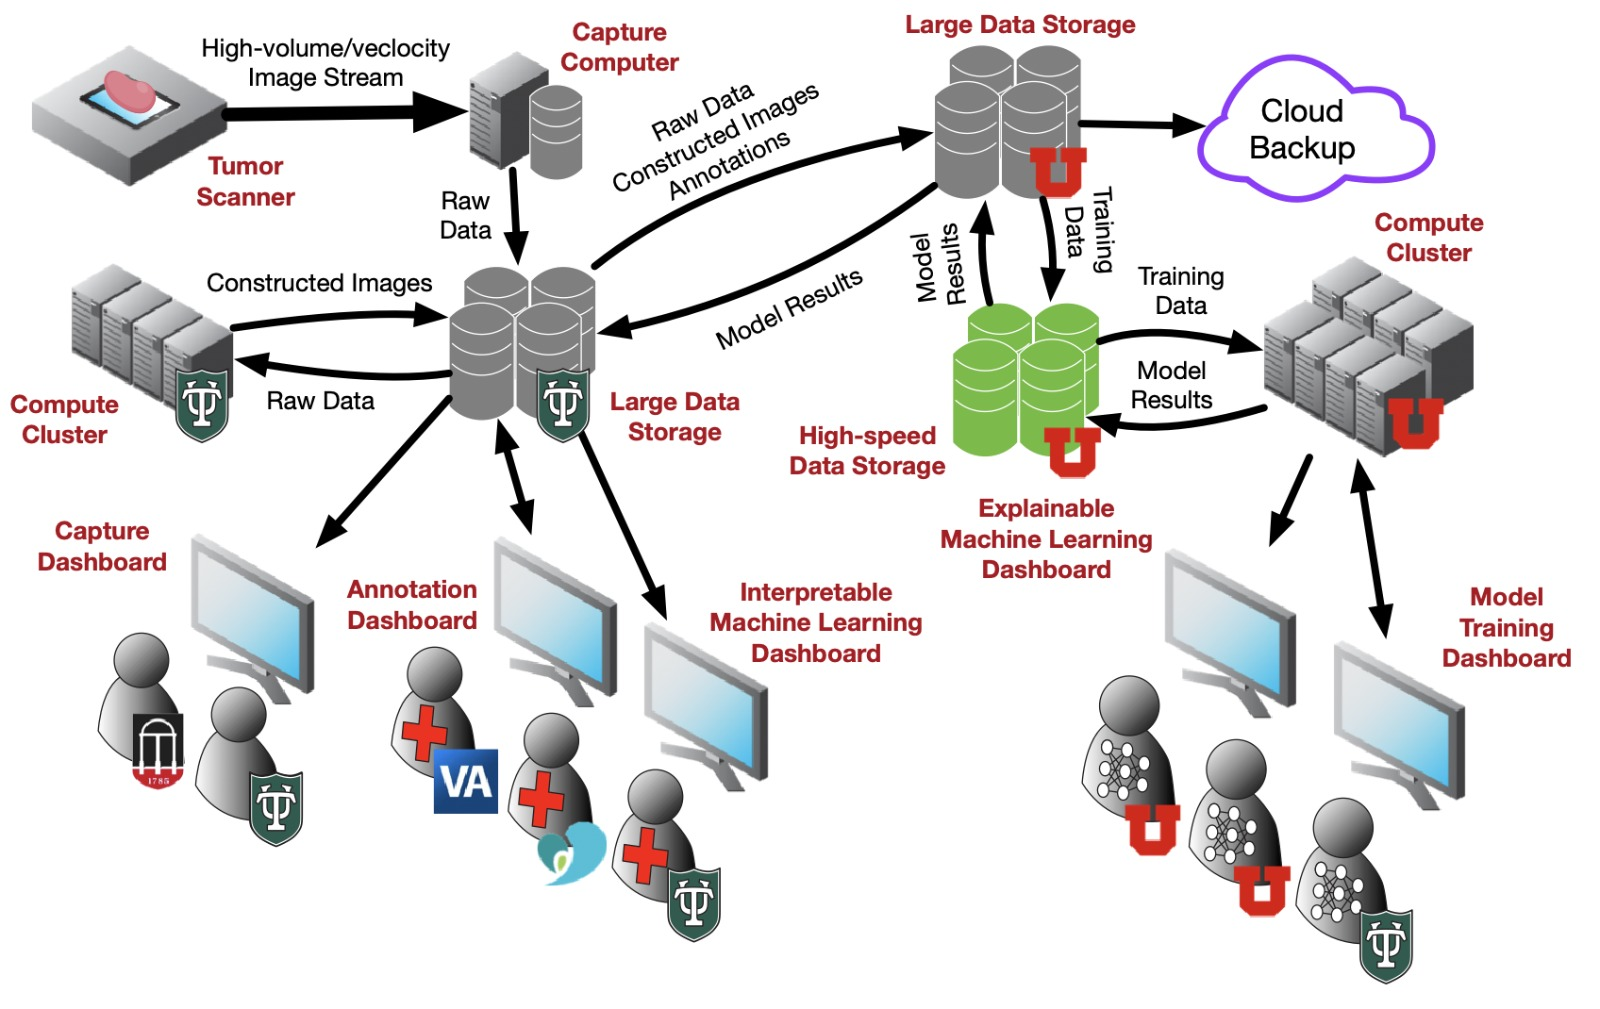 High-volume/veclocity
Image Stream
Capture
Computer
Large Data Storage
Cloud
Backup
Tumor
Scanner
Raw
Data
Raw Data
Constructed Images
Annotations
Training
Data
Model
Results
Compute
Cluster
Constructed Images
Model Results
Training
Data
Model
Results
Raw Data
Compute
Cluster
Large Data
Storage
High-speed
Data Storage
U
U
U
Capture
Dashboard
Annotation
Dashboard
Interpretable
Machine Learning
Dashboard
Explainable
Machine Learning
Dashboard
Model
Training
Dashboard
1785
VA
U
U